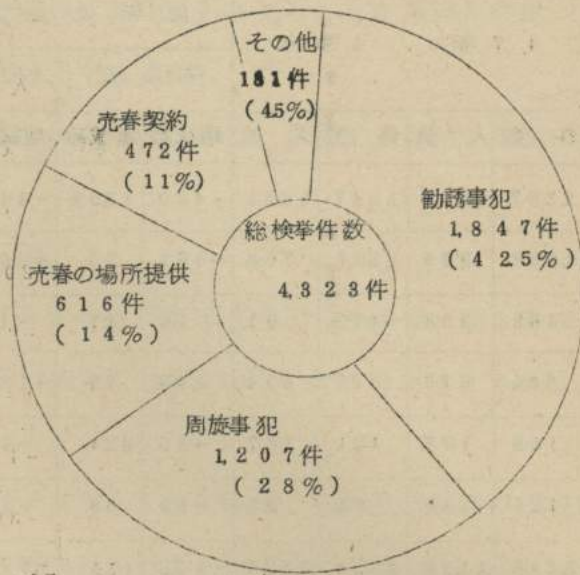 その他
181件
(4.5%)
売春契約
472件
(11%)
勧誘事犯
1,847件
(42.5%)
総検挙件数
4,323件
売春の場所提供
616件
(14%)
周旋事犯
1,207件
(28%)